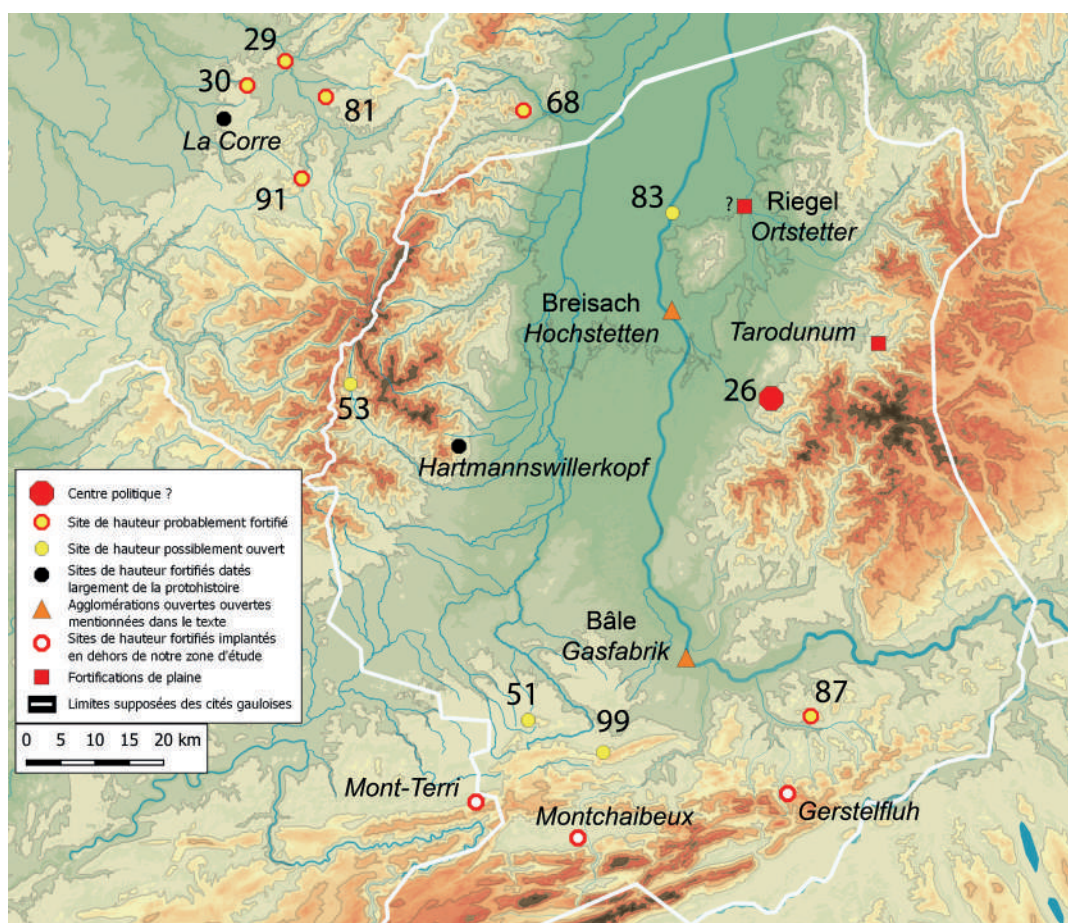 29
30
81
68
La Corre
91
83
?
Riegel
Ortstetter
Breisach
Hochstetten
Tarodunum
53
26
Hartmannswillerkopf
Centre politique ?
Site de hauteur probablement fortifié
Site de hauteur possiblement ouvert
Sites de hauteur fortifiés datés
largement de la protohistoire
Agglomérations ouvertes ouvertes
mentionnées dans le texte
Sites de hauteur fortifiés implantés
en dehors de notre zone d'étude
Fortifications de plaine
Limites supposées des cités gauloises
0 5 10 15 20 km
Bâle
Gasfabrik
51
99
87
Mont-Terri
Montchaibeux
Gerstelfluh